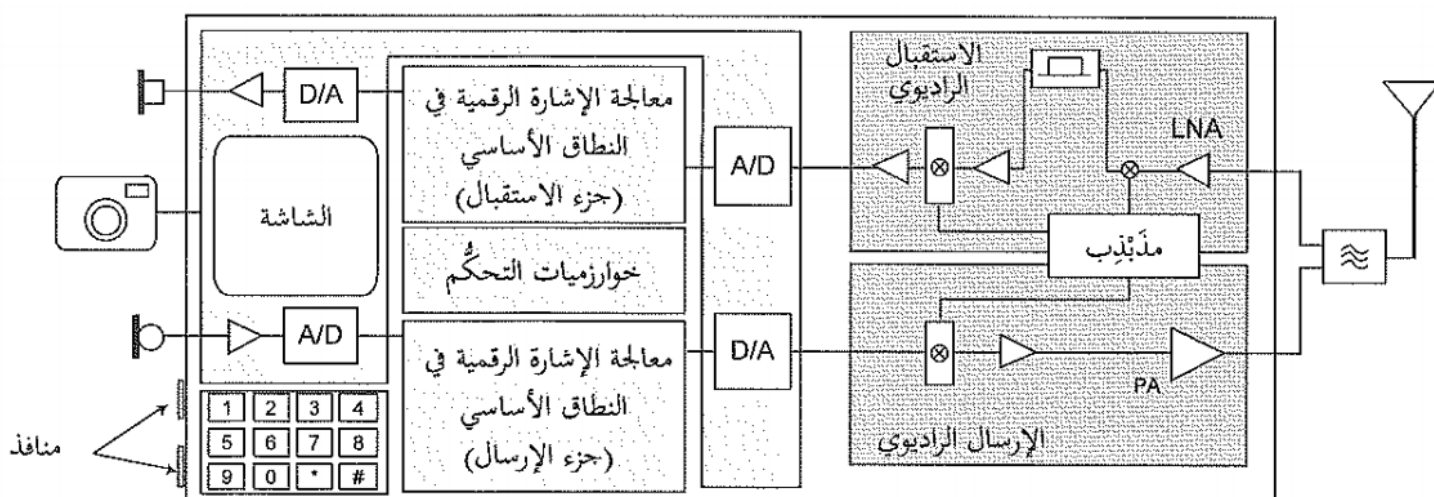 الاستقبال
الراديوي
LNA
D/A
معالجة الإشارة الرقمية في
النطاق الأساسي
(جزء الاستقبال)
A/D
الشاشة
مذَبْذِب
خوارزميات التحكُّم
A/D
معالجة الإشارة الرقمية في
النطاق الأساسي
(جزء الإرسال)
D/A
PA
الإرسال الراديوي
منافذ
1 2 3 4
5 6 7 8
9 0 * #